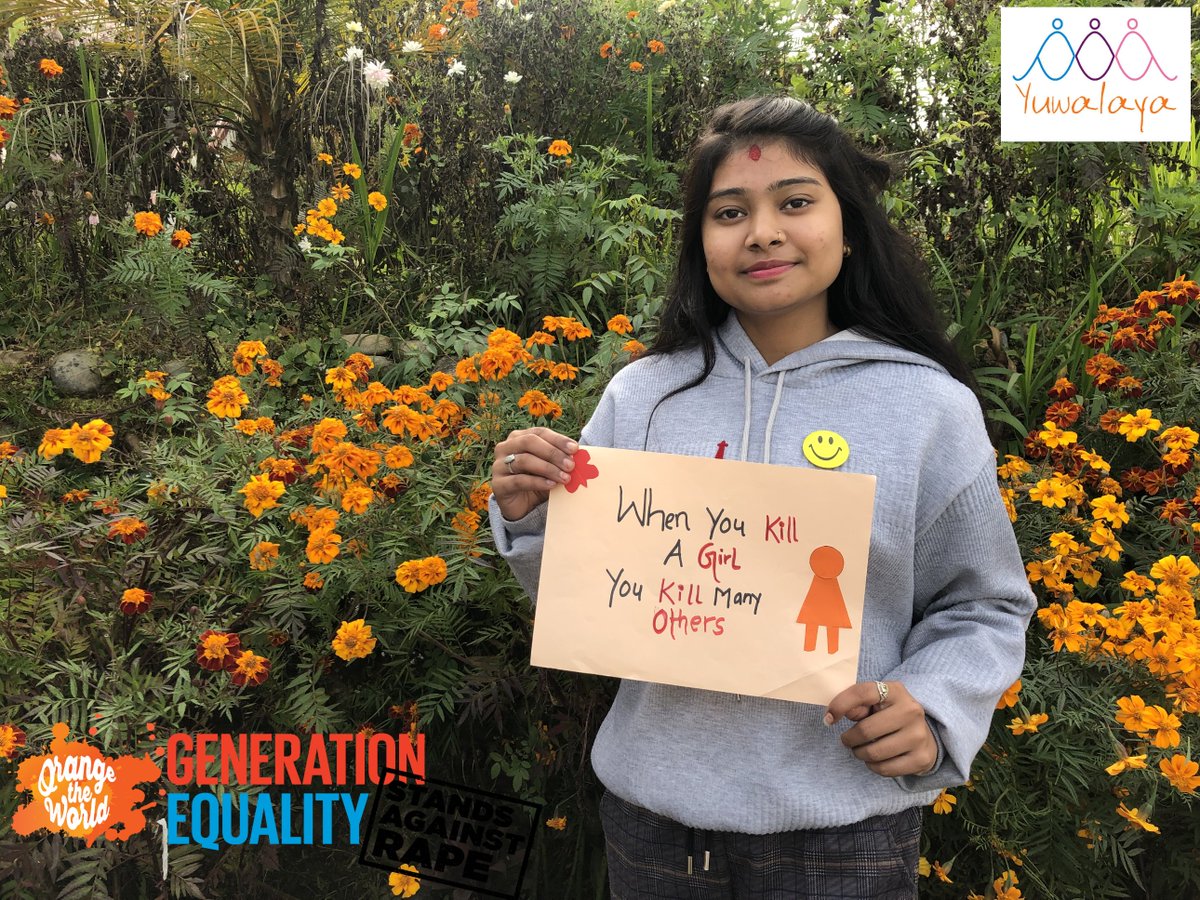 Yuwalaya
When You Kill
A Girl
You Kill Many
Others
Orange
the
World
GENERATION
EQUALITY
STANDS
AGAINST
RAPE